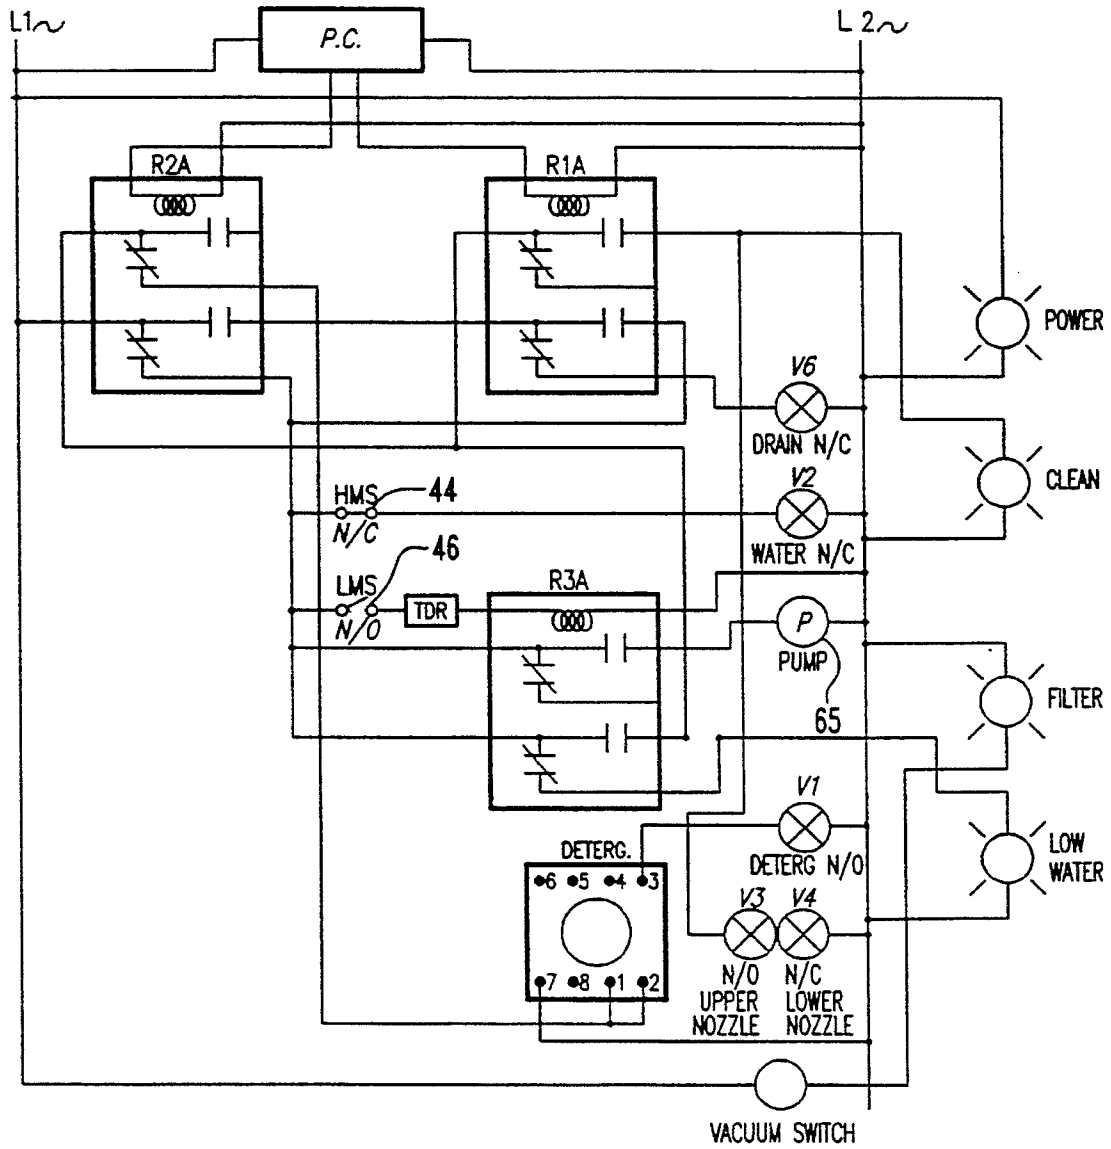 L1~
L2~
P.C.
R2A
R1A
POWER
V6
DRAIN N/C
CLEAN
HMS
44
N/C
V2
WATER N/C
46
LMS
N/O
TDR
R3A
P
PUMP
65
FILTER
V1
DETERG N/O
LOW
WATER
DETERG.
6 5 4 3
7 8 1 2
V3 V4
N/O N/C
UPPER LOWER
NOZZLE NOZZLE
VACUUM SWITCH